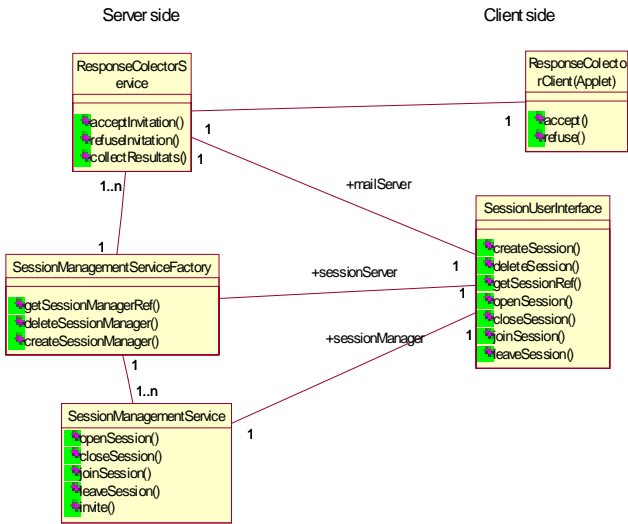 Server side
Client side
ResponseColectorS
ervice
acceptInvitation()
refuseInvitation()
collectResultats()
ResponseColecto
rClient(Applet)
accept()
refuse()
1
1
1
1..n
+mailServer
SessionUserInterface
createSession()
deleteSession()
getSessionRef()
openSession()
closeSession()
joinSession()
leaveSession()
1
1
1
1
SessionManagementServiceFactory
getSessionManagerRef()
deleteSessionManager()
createSessionManager()
+sessionServer
+sessionManager
1
1..n
SessionManagementService
openSession()
closeSession()
joinSession()
leaveSession()
invite()
1